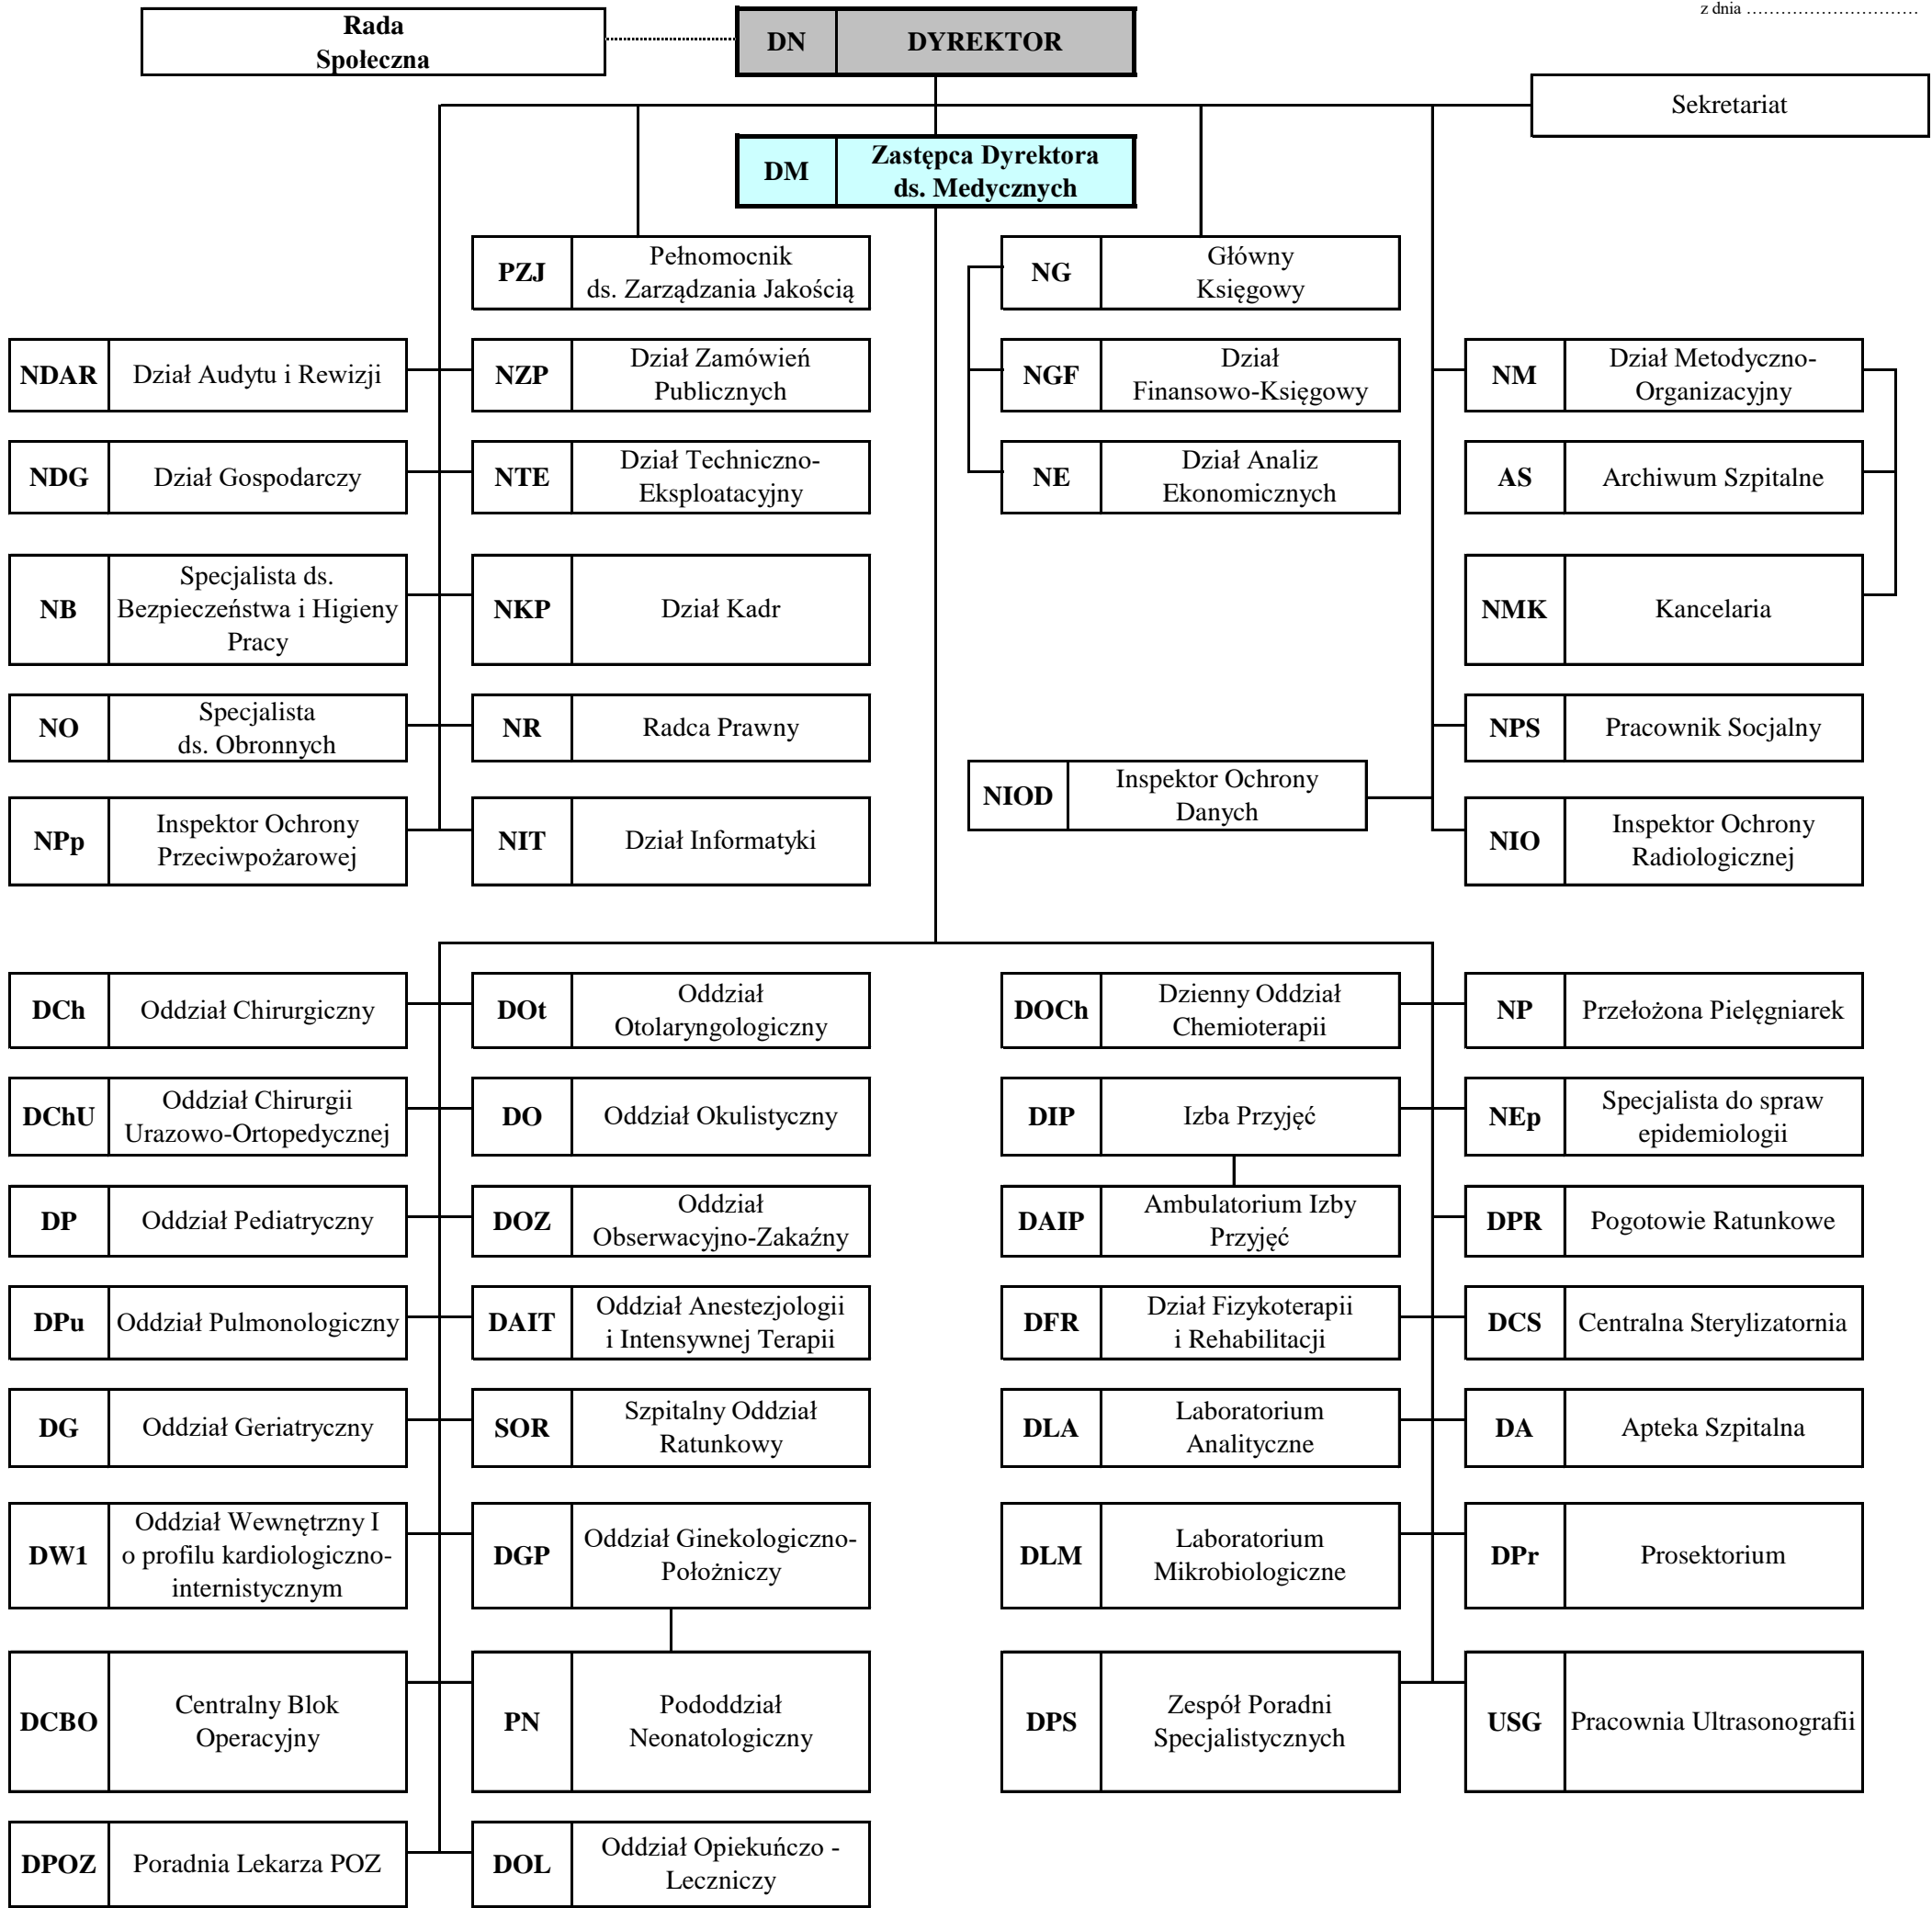 z dnia …………………………
Rada
Społeczna
DN
DYREKTOR
Sekretariat
DM
Zastępca Dyrektora
ds. Medycznych
PZJ
Pełnomocnik
ds. Zarządzania Jakością
NG
Główny
Księgowy
NDAR
Dział Audytu i Rewizji
NZP
Dział Zamówień
Publicznych
NGF
Dział
Finansowo-Księgowy
NM
Dział Metodyczno-
Organizacyjny
NDG
Dział Gospodarczy
NTE
Dział Techniczno-
Eksploatacyjny
NE
Dział Analiz
Ekonomicznych
AS
Archiwum Szpitalne
NB
Specjalista ds.
Bezpieczeństwa i Higieny
Pracy
NKP
Dział Kadr
NMK
Kancelaria
NO
Specjalista
ds. Obronnych
NR
Radca Prawny
NPS
Pracownik Socjalny
NIOD
Inspektor Ochrony
Danych
NPp
Inspektor Ochrony
Przeciwpożarowej
NIT
Dział Informatyki
NIO
Inspektor Ochrony
Radiologicznej
DCh
Oddział Chirurgiczny
DOt
Oddział
Otolaryngologiczny
DOCh
Dzienny Oddział
Chemioterapii
NP
Przełożona Pielęgniarek
DChU
Oddział Chirurgii
Urazowo-Ortopedycznej
DO
Oddział Okulistyczny
DIP
Izba Przyjęć
NEp
Specjalista do spraw
epidemiologii
DP
Oddział Pediatryczny
DOZ
Oddział
Obserwacyjno-Zakaźny
DAIP
Ambulatorium Izby
Przyjęć
DPR
Pogotowie Ratunkowe
DPu
Oddział Pulmonologiczny
DAIT
Oddział Anestezjologii
i Intensywnej Terapii
DFR
Dział Fizykoterapii
i Rehabilitacji
DCS
Centralna Sterylizatornia
DG
Oddział Geriatryczny
SOR
Szpitalny Oddział
Ratunkowy
DLA
Laboratorium
Analityczne
DA
Apteka Szpitalna
DW1
Oddział Wewnętrzny I
o profilu kardiologiczno-
internistycznym
DGP
Oddział Ginekologiczno-
Położniczy
DLM
Laboratorium
Mikrobiologiczne
DPr
Prosektorium
DCBO
Centralny Blok
Operacyjny
PN
Pododdział
Neonatologiczny
DPS
Zespół Poradni
Specjalistycznych
USG
Pracownia Ultrasonografii
DPOZ
Poradnia Lekarza POZ
DOL
Oddział Opiekuńczo -
Leczniczy